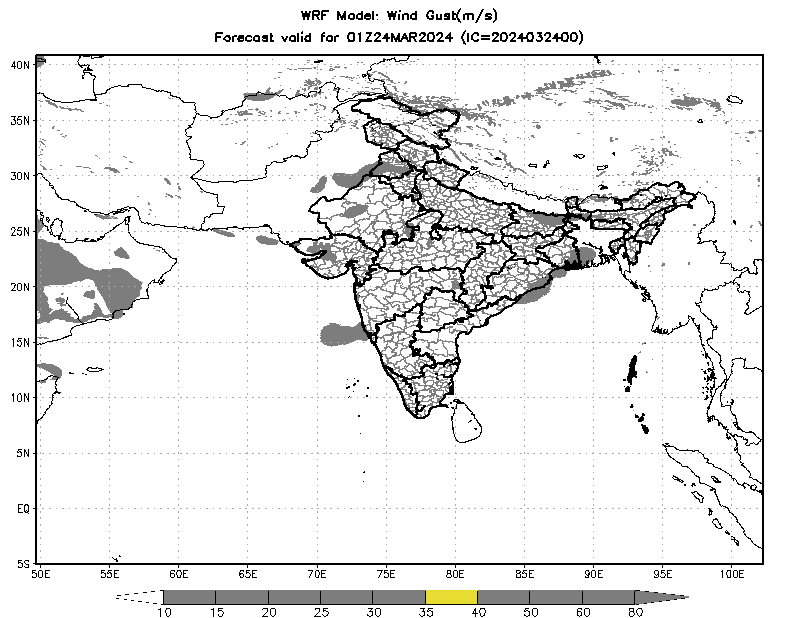 WRF Model: Wind Gust(m/s)
Forecast valid for 01Z24MAR2024 (IC=2024032400)
40N
35N
30N
25N
20N
15N
10N
5N
EQ
5S
50E 55E 60E 65E 70E 75E 80E 85E 90E 95E 100E
10 15 20 25 30 35 40 50 60 80